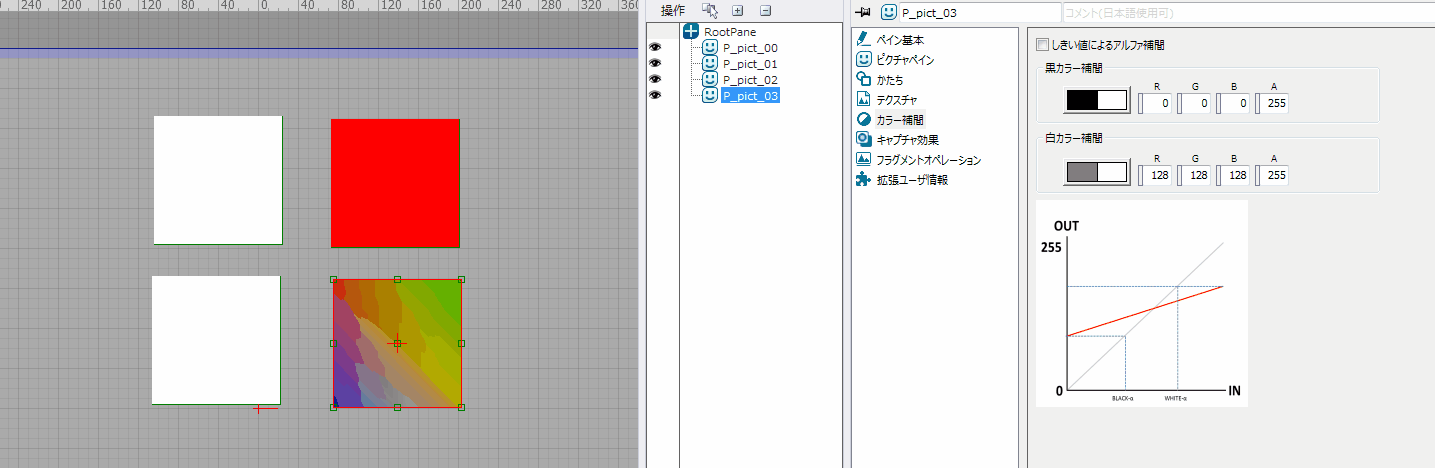 240 200 160 120 80 40 0 40 80 120 160 200 240 280 320 360
操作
RootPane
P_pict_00
P_pict_01
P_pict_02
P_pict_03
P_pict_03
コメント(日本語使用可)
ペイン基本
ピクチャペイン
かたち
テクスチャ
カラー補間
キャプチャ効果
フラグメントオペレーション
拡張ユーザ情報
しきい値によるアルファ補間
黒カラー補間
R G B A
0 0 0 255
白カラー補間
R G B A
128 128 128 255
OUT
255
0
IN
BLACK-α WHITE-α